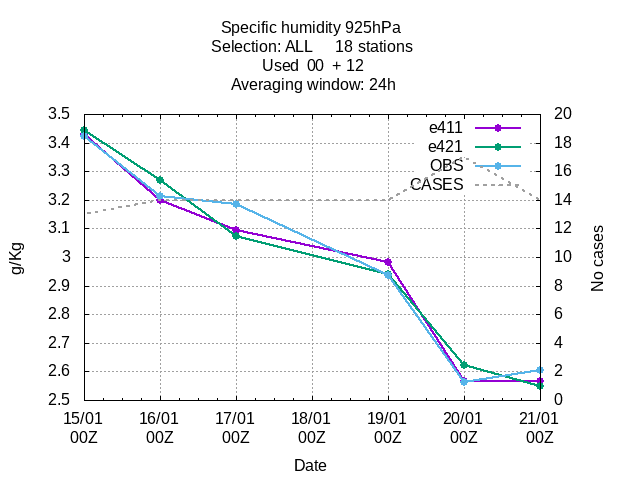 Specific humidity 925hPa
Selection: ALL     18 stations
Used  00  + 12
Averaging window: 24h
3.5
3.4
3.3
3.2
3.1
3
2.9
2.8
2.7
2.6
2.5
g/Kg
20
18
16
14
12
10
8
6
4
2
0
No cases
e411
e421
OBS
CASES
15/01 16/01 17/01 18/01 19/01 20/01 21/01
00Z 00Z 00Z 00Z 00Z 00Z 00Z
Date